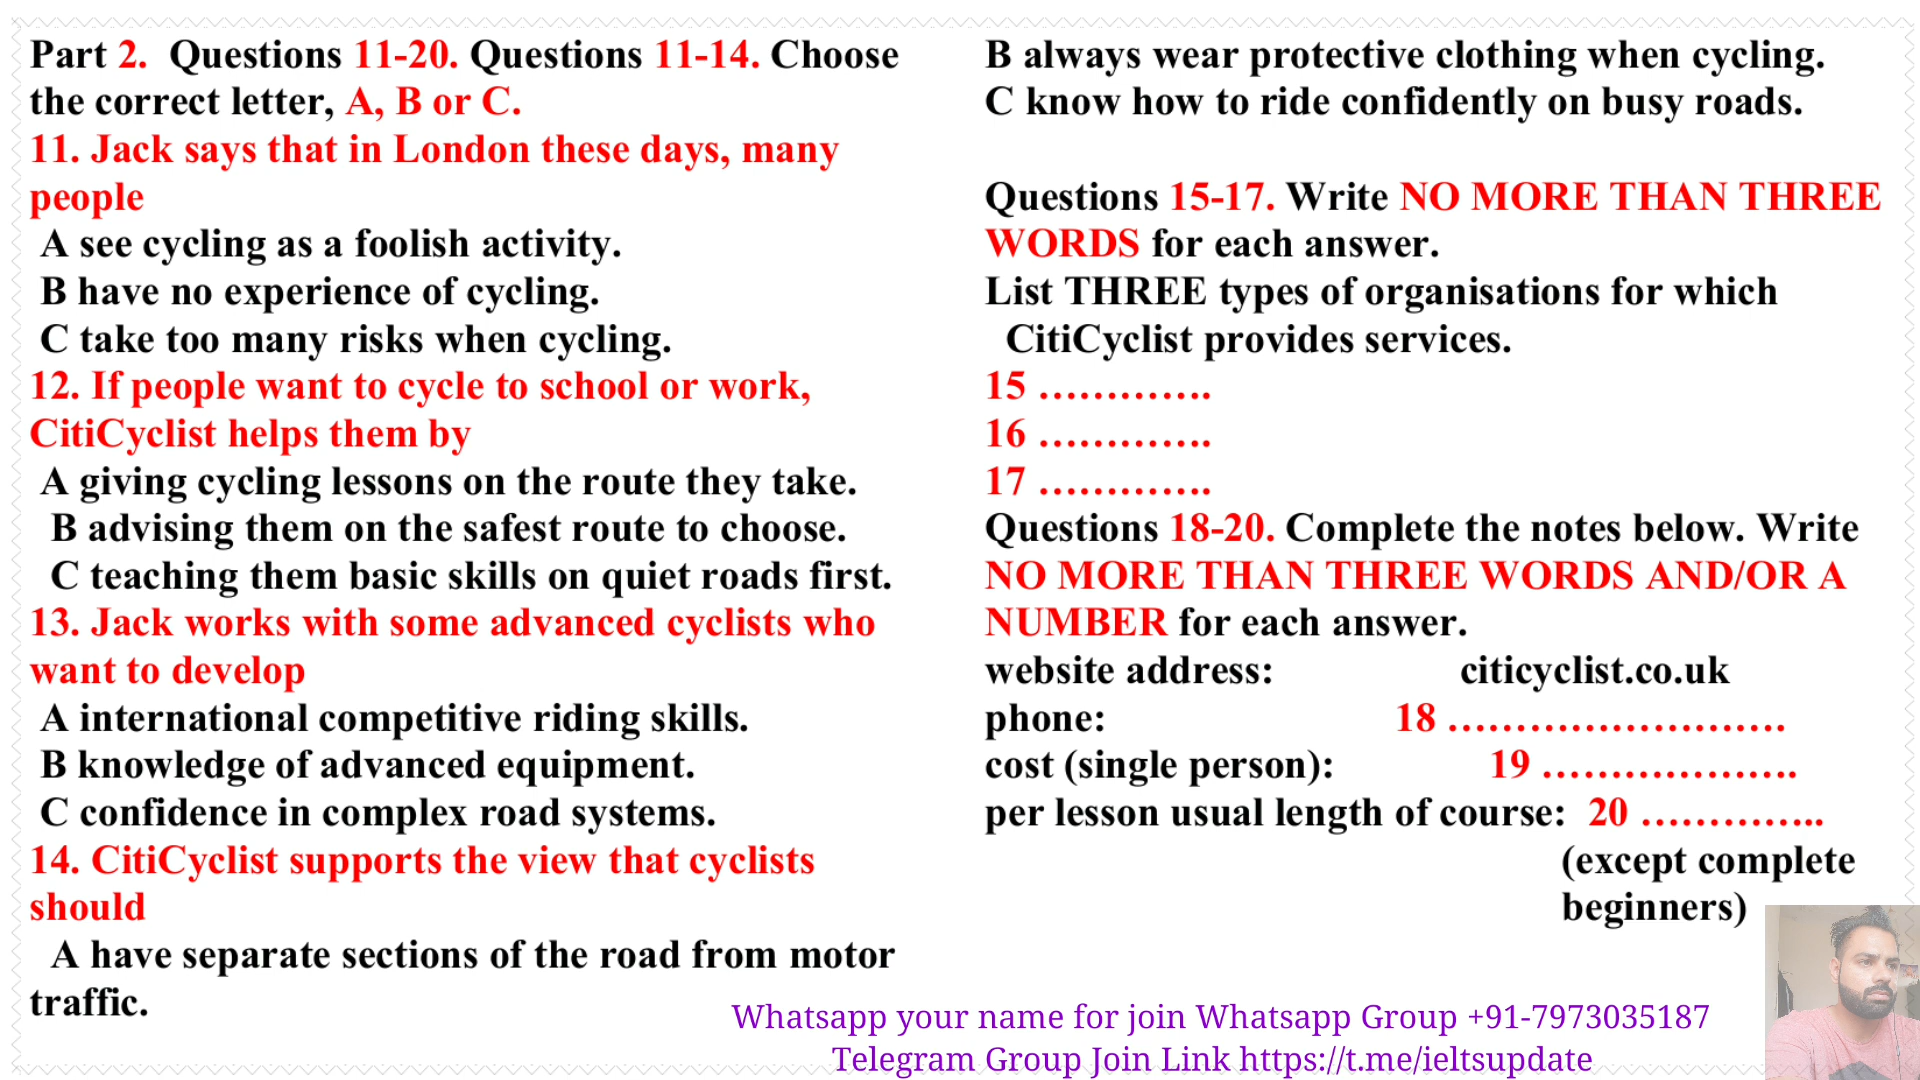 Part 2. Questions 11-20. Questions 11-14. Choose
the correct letter, A, B or C.
11. Jack says that in London these days, many
people
A see cycling as a foolish activity.
B have no experience of cycling.
C take too many risks when cycling.
12. If people want to cycle to school or work,
CitiCyclist helps them by
A giving cycling lessons on the route they take.
B advising them on the safest route to choose.
C teaching them basic skills on quiet roads first.
13. Jack works with some advanced cyclists who
want to develop
A international competitive riding skills.
B knowledge of advanced equipment.
C confidence in complex road systems.
14. CitiCyclist supports the view that cyclists
should
A have separate sections of the road from motor
traffic.
B always wear protective clothing when cycling.
C know how to ride confidently on busy roads.
Questions 15-17. Write NO MORE THAN THREE
WORDS for each answer.
List THREE types of organisations for which
CitiCyclist provides services.
15 ………….
16 ………….
17 ………….
Questions 18-20. Complete the notes below. Write
NO MORE THAN THREE WORDS AND/OR A
NUMBER for each answer.
website address: citicyclist.co.uk
phone: 18 …………………….
cost (single person): 19 ……………….
per lesson usual length of course: 20 …………..
(except complete
beginners)
Whatsapp your name for join Whatsapp Group +91-7973035187
Telegram Group Join Link https://t.me/ieltsupdate